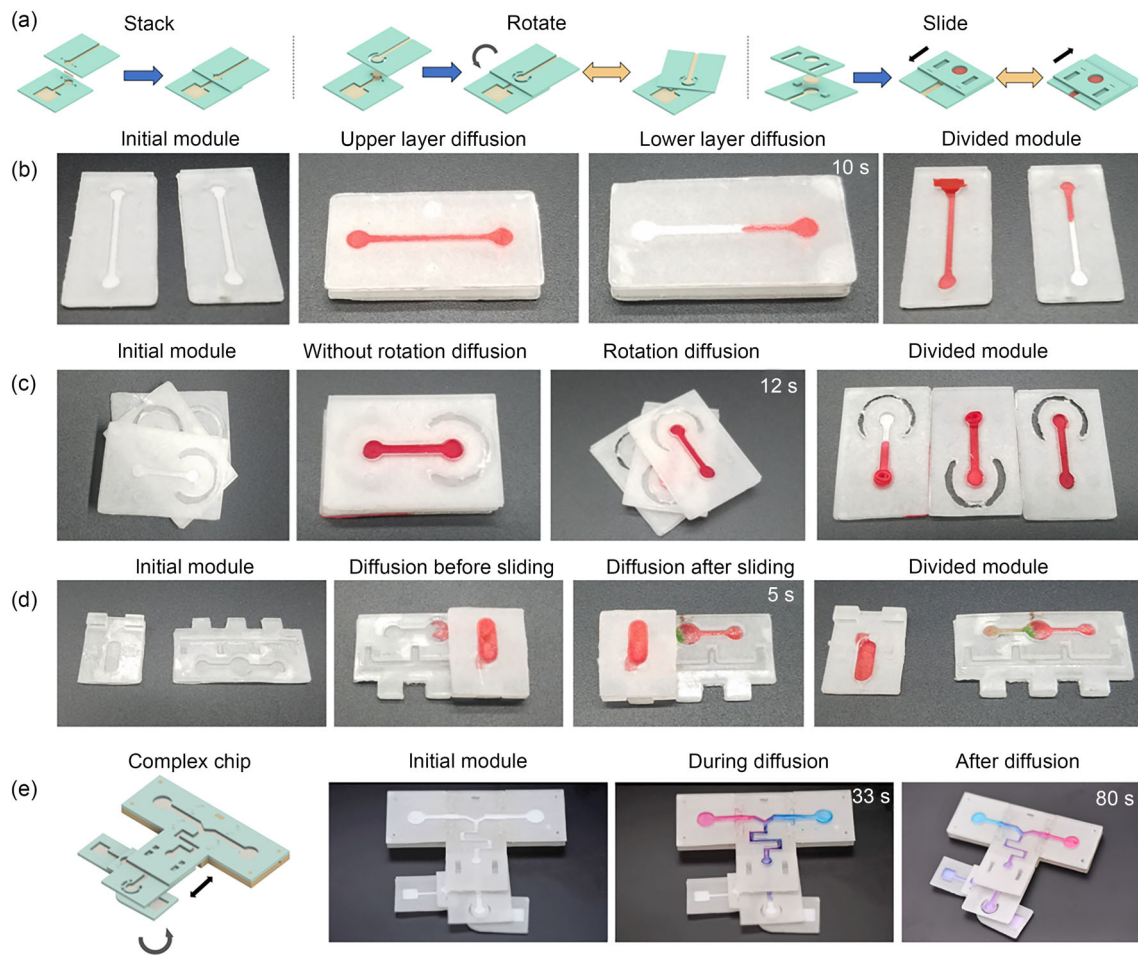 (a)
Stack
Rotate
Slide
Initial module
Upper layer diffusion
Lower layer diffusion
Divided module
(b)
10 s
Initial module
Without rotation diffusion
Rotation diffusion
Divided module
(c)
12 s
Initial module
Diffusion before sliding
Diffusion after sliding
Divided module
(d)
5 s
Complex chip
Initial module
During diffusion
After diffusion
(e)
33 s
80 s